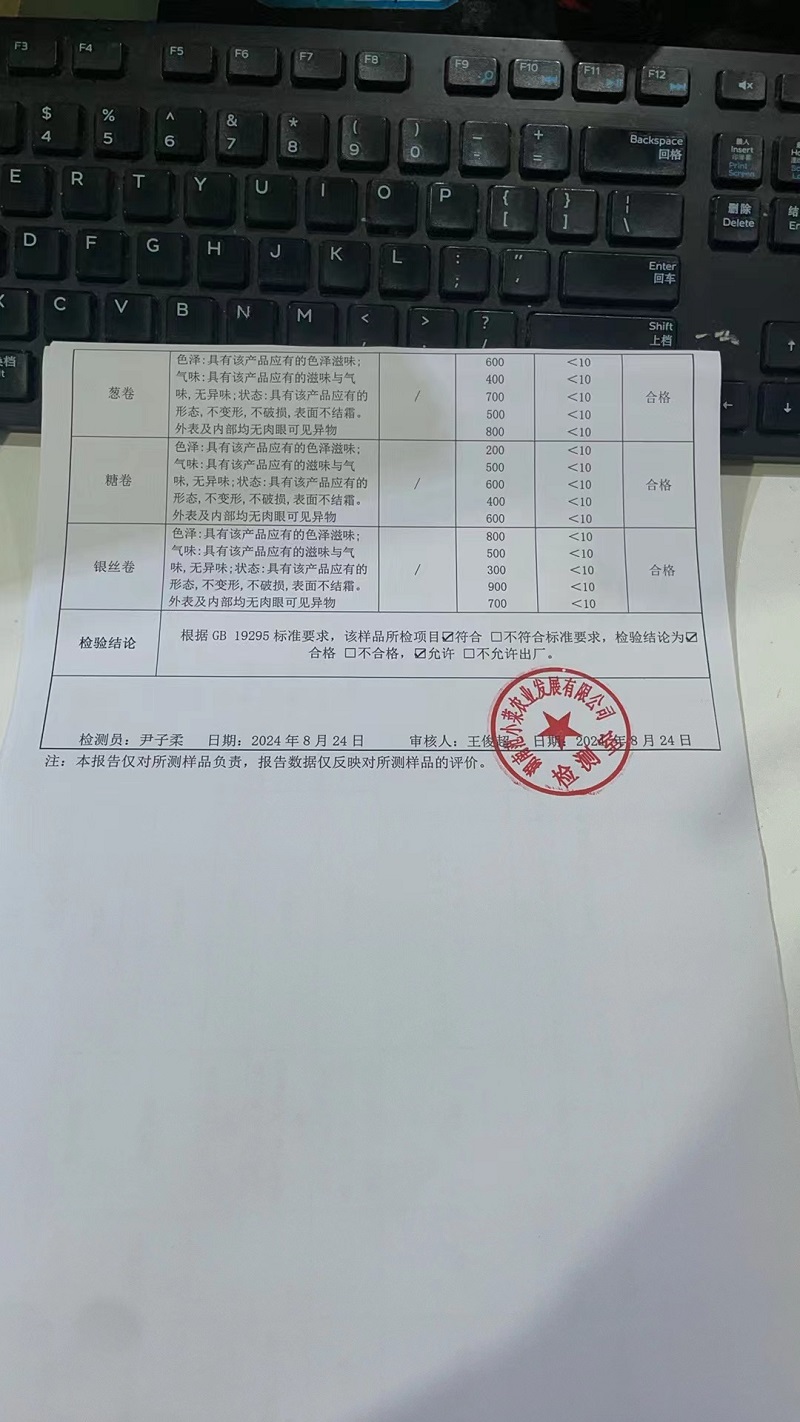 F3 F4 F5 F6 F7 F8 F9 F10 F11 F12
$ % ^ & * ( ) _ + Backspace 插入
4 5 6 7 8 9 0 - = 回格 Insert
Print
Screen
E R T Y U I O P { } | 删除
[ ] \ Delete
D F G H J K L : " Enter
; ' 回车
C V B N M < > ? Shift
, . / 上档
色泽:具有该产品应有的色泽滋味; 600 <10
气味:具有该产品应有的滋味与气 400 <10
葱卷 味,无异味;状态:具有该产品应有的 / 700 <10 合格
形态,不变形,不破损,表面不结霜。 500 <10
外表及内部均无肉眼可见异物 800 <10
色泽:具有该产品应有的色泽滋味; 200 <10
气味:具有该产品应有的滋味与气 500 <10
糖卷 味,无异味;状态:具有该产品应有的 / 600 <10 合格
形态,不变形,不破损,表面不结霜。 400 <10
外表及内部均无肉眼可见异物 600 <10
色泽:具有该产品应有的色泽滋味; 800 <10
气味:具有该产品应有的滋味与气 500 <10
银丝卷 味,无异味;状态:具有该产品应有的 / 300 <10 合格
形态,不变形,不破损,表面不结霜。 900 <10
外表及内部均无肉眼可见异物 700 <10
检验结论 根据 GB 19295 标准要求，该样品所检项目☑符合 ☐不符合标准要求，检验结论为☑
合格 ☐不合格，☑允许 ☐不允许出厂。
小菜农业发展有限公司
检测员：尹子柔 日期：2024 年 8 月 24 日 审核人：王俊超 日期：2024 年 8 月 24 日
检测室
注：本报告仅对所测样品负责，报告数据仅反映对所测样品的评价。